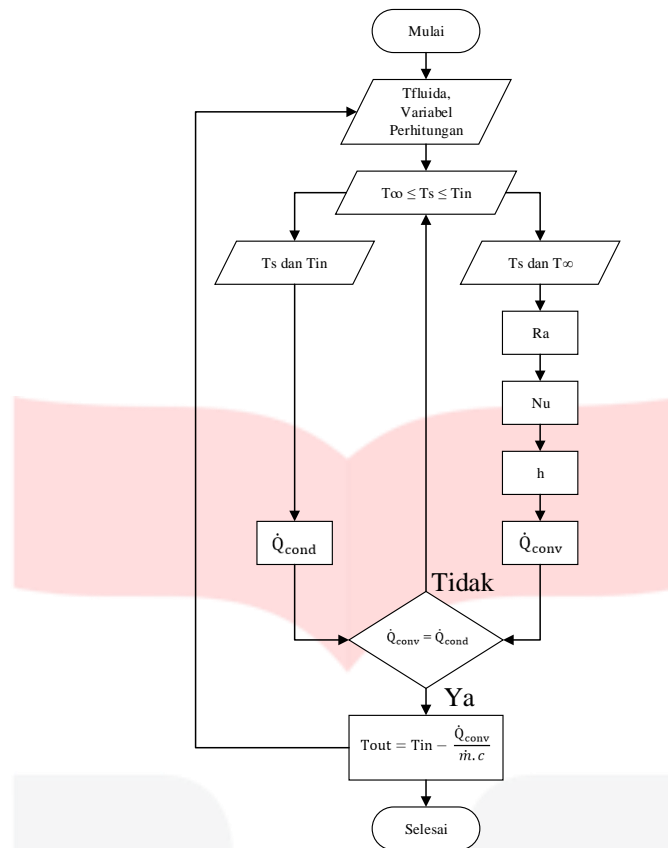 Mulai
Tfluida,
Variabel
Perhitungan
T∞ ≤ Ts ≤ Tin
Ts dan Tin
Ts dan T∞
Ra
Nu
h
Q̇cond
Q̇conv
Tidak
Q̇conv = Q̇cond
Ya
Tout = Tin − Q̇conv / ṁ.c
Selesai